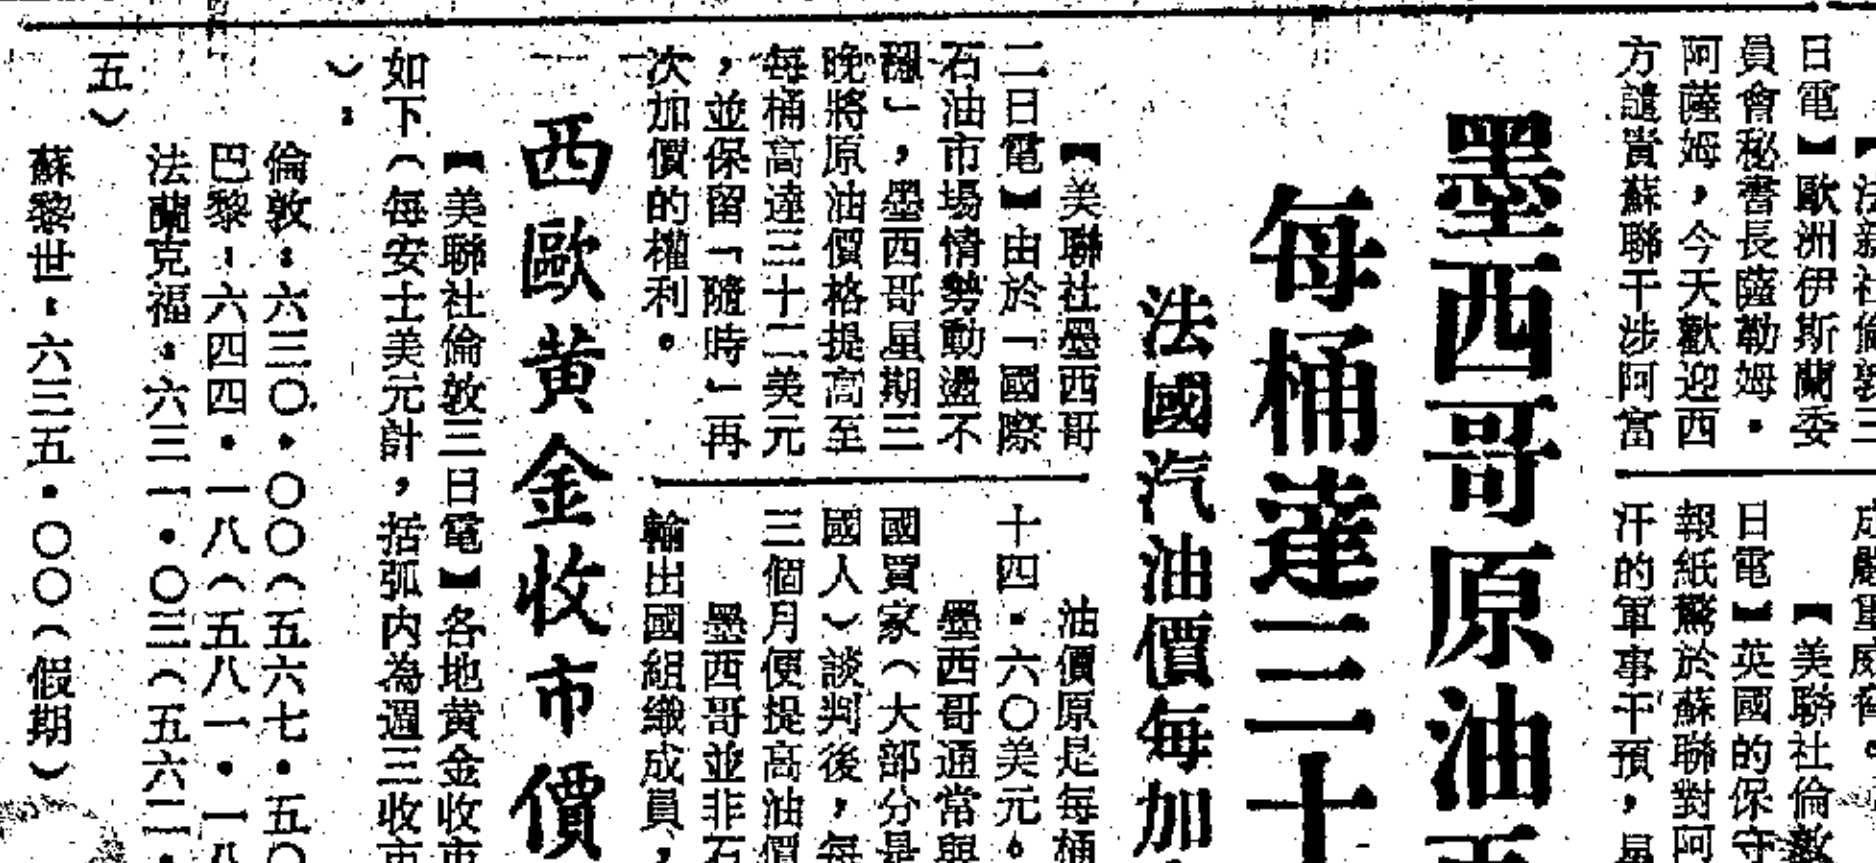 【法新社倫敦三
日電】歐洲伊斯蘭委
員會秘書長薩勒姆·
阿薩姆，今天歡迎西
方譴責蘇聯干涉阿富
成嚴重威脅。
【美聯社倫敦
日電】英國的保守
報紙驚於蘇聯對阿
汗的軍事干預，
墨西哥原油再
每桶達三十
法國汽油價每加
【美聯社墨西哥
二日電】由於「國際
石油市場情勢動盪不
穩」，墨西哥星期三
晚將原油價格提高至
每桶高達三十二美元
，並保留「隨時」再
次加價的權利。
油價原是每桶
十四·六〇美元。
墨西哥通常與
國買家（大部分是
國人）談判後，每
三個月便提高油價
墨西哥並非石
輸出國組織成員，
西歐黃金收市價
【美聯社倫敦三日電】各地黃金收市
如下（每安士美元計，括弧内為週三收市
）：
倫敦：六三〇·〇〇（五六七·五〇
巴黎：六四四·一八（五八一·一八
法蘭克福：六三一·〇三（五六二·
五）
蘇黎世：六三五·〇〇（假期）